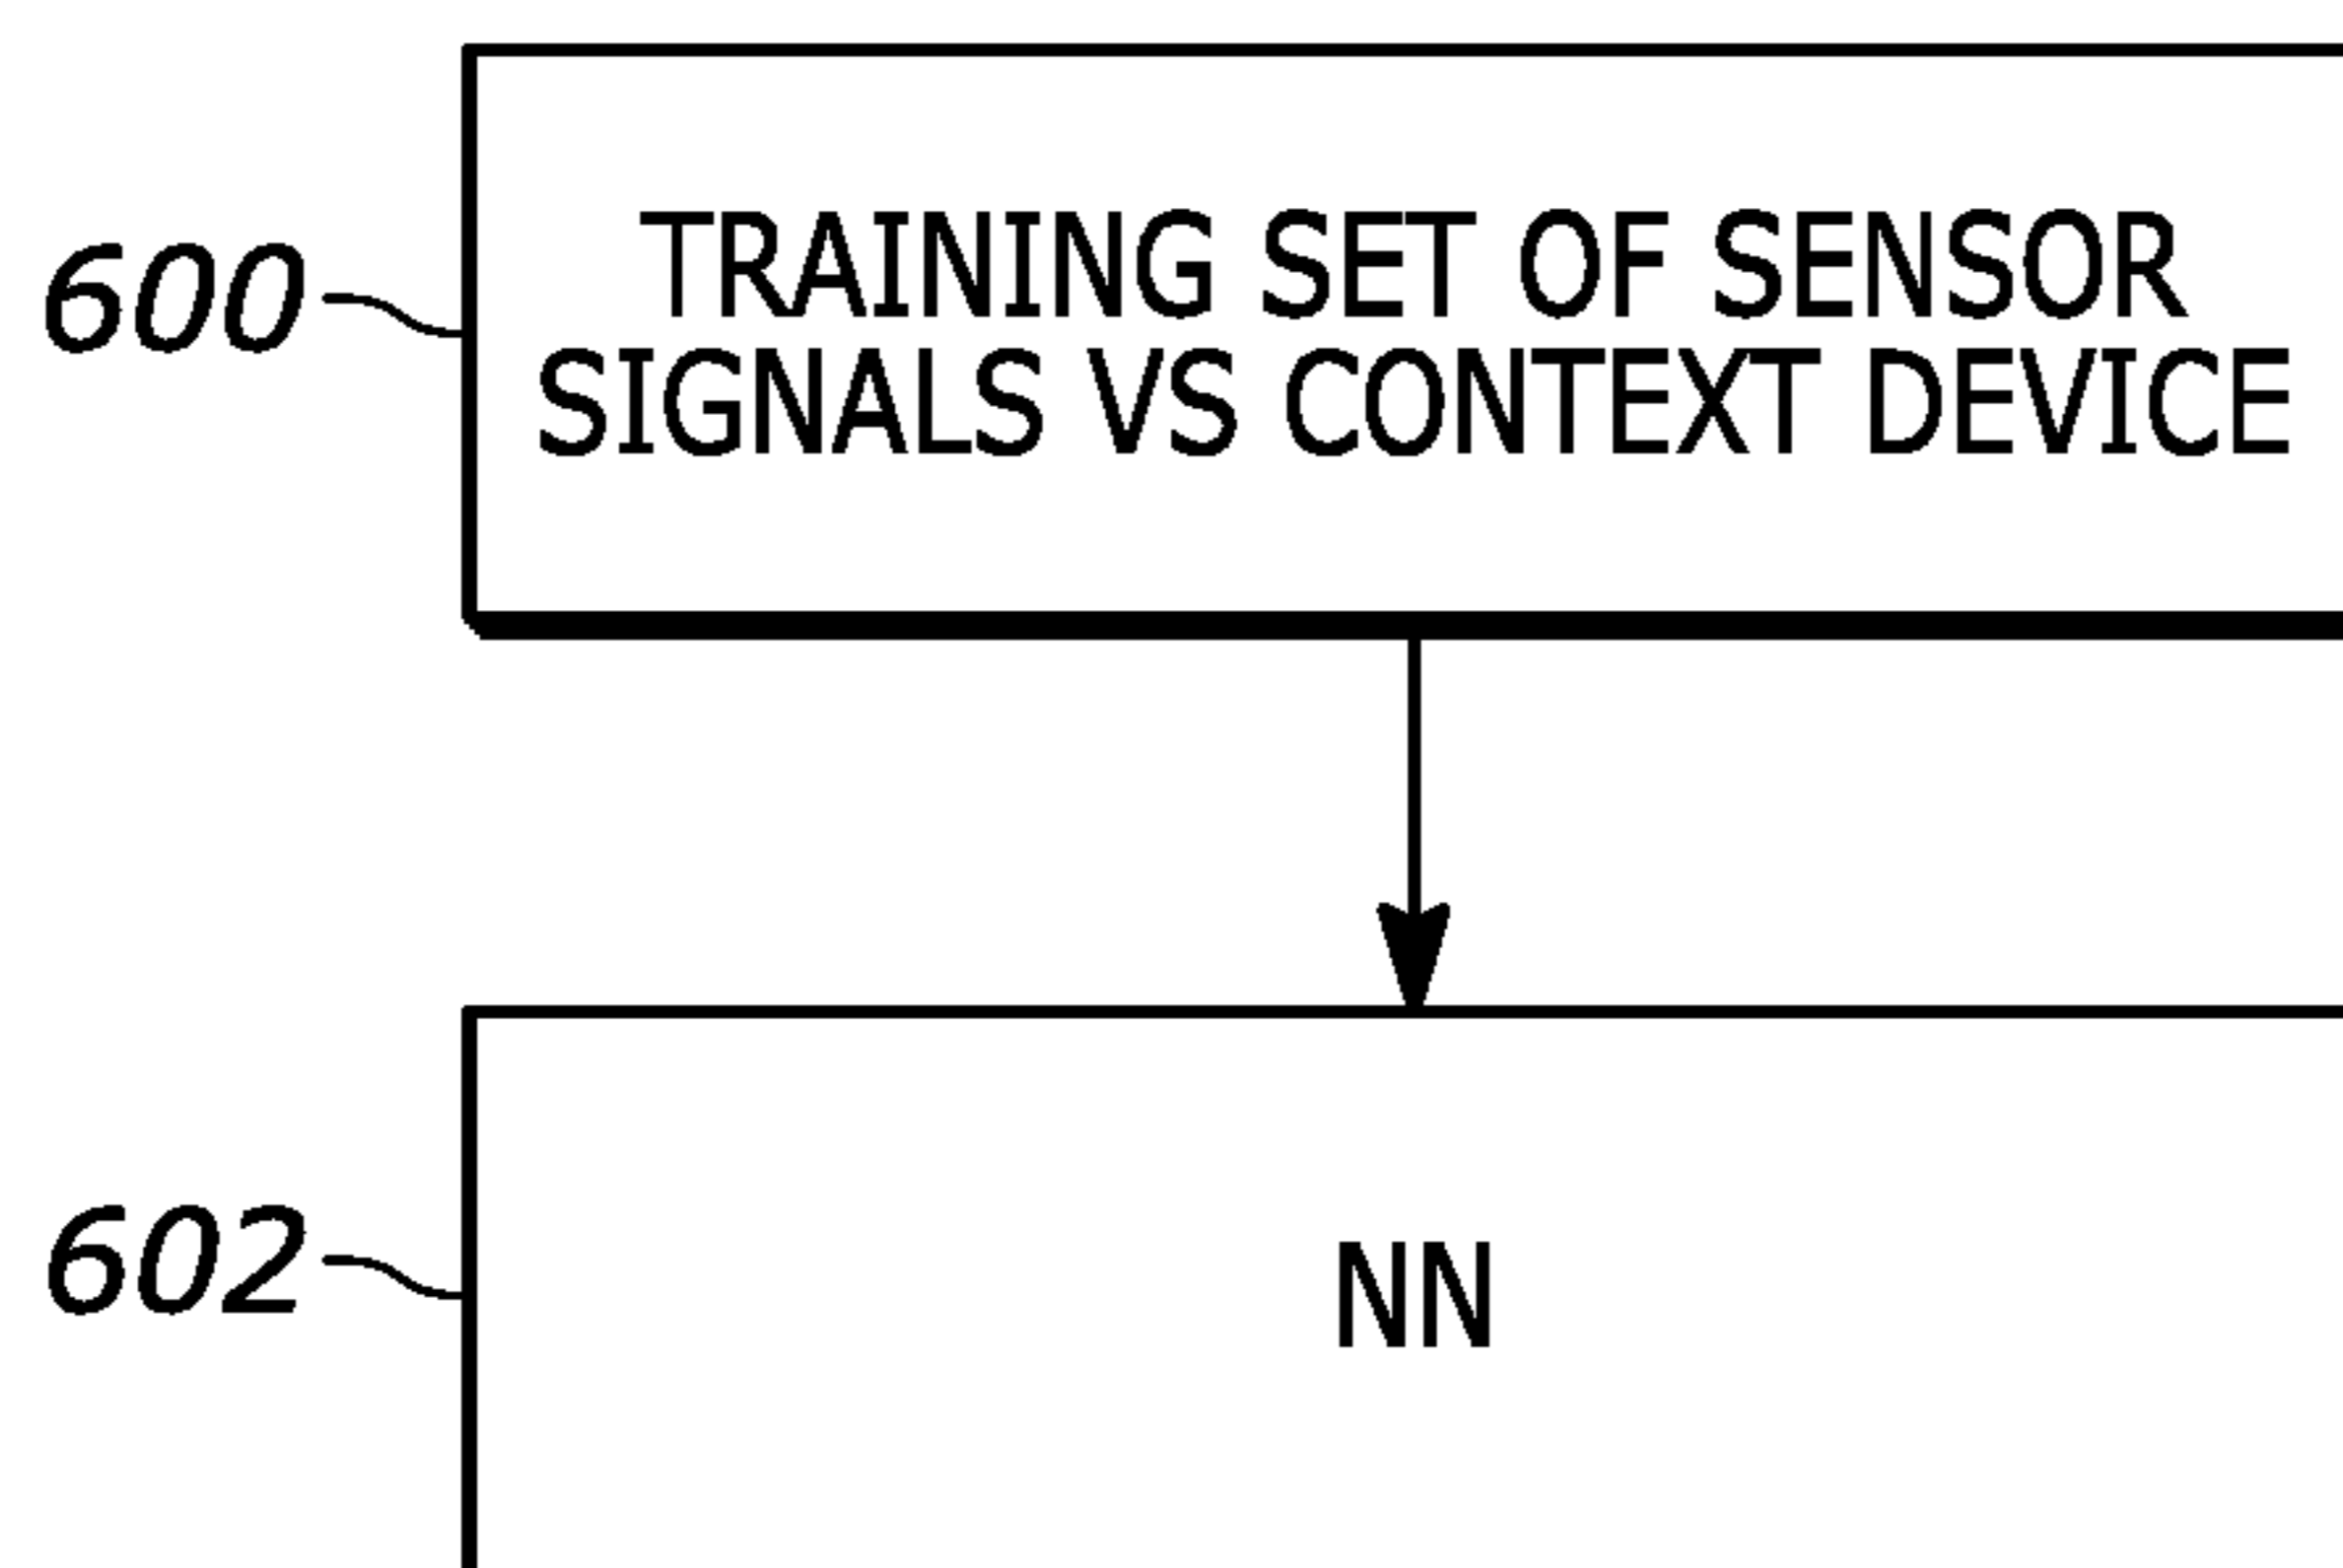 600
TRAINING SET OF SENSOR
SIGNALS VS CONTEXT DEVICE
602
NN